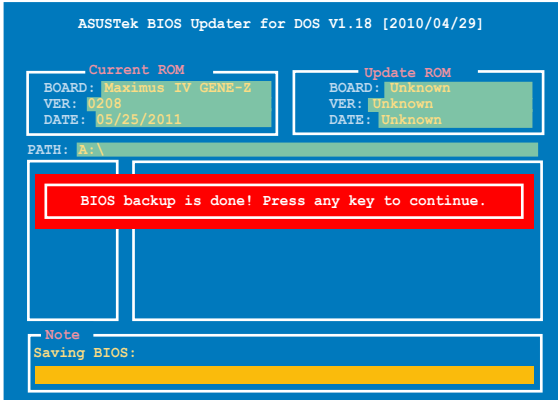 ASUSTek BIOS Updater for DOS V1.18 [2010/04/29]
Current ROM
BOARD: Maximus IV GENE-Z
VER: 0208
DATE: 05/25/2011
Update ROM
BOARD: Unknown
VER: Unknown
DATE: Unknown
PATH: A:\
BIOS backup is done! Press any key to continue.
Note
Saving BIOS: